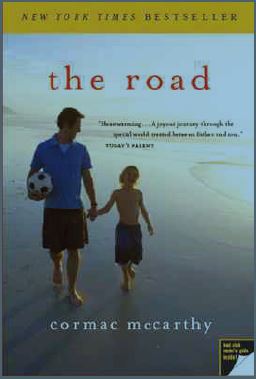 NEW YORK TIMES BESTSELLER
the road
"Heartwarming. . . A joyous journey through the
special world created between fathers and son."
TODAY'S PARENT
cormac mccarthy